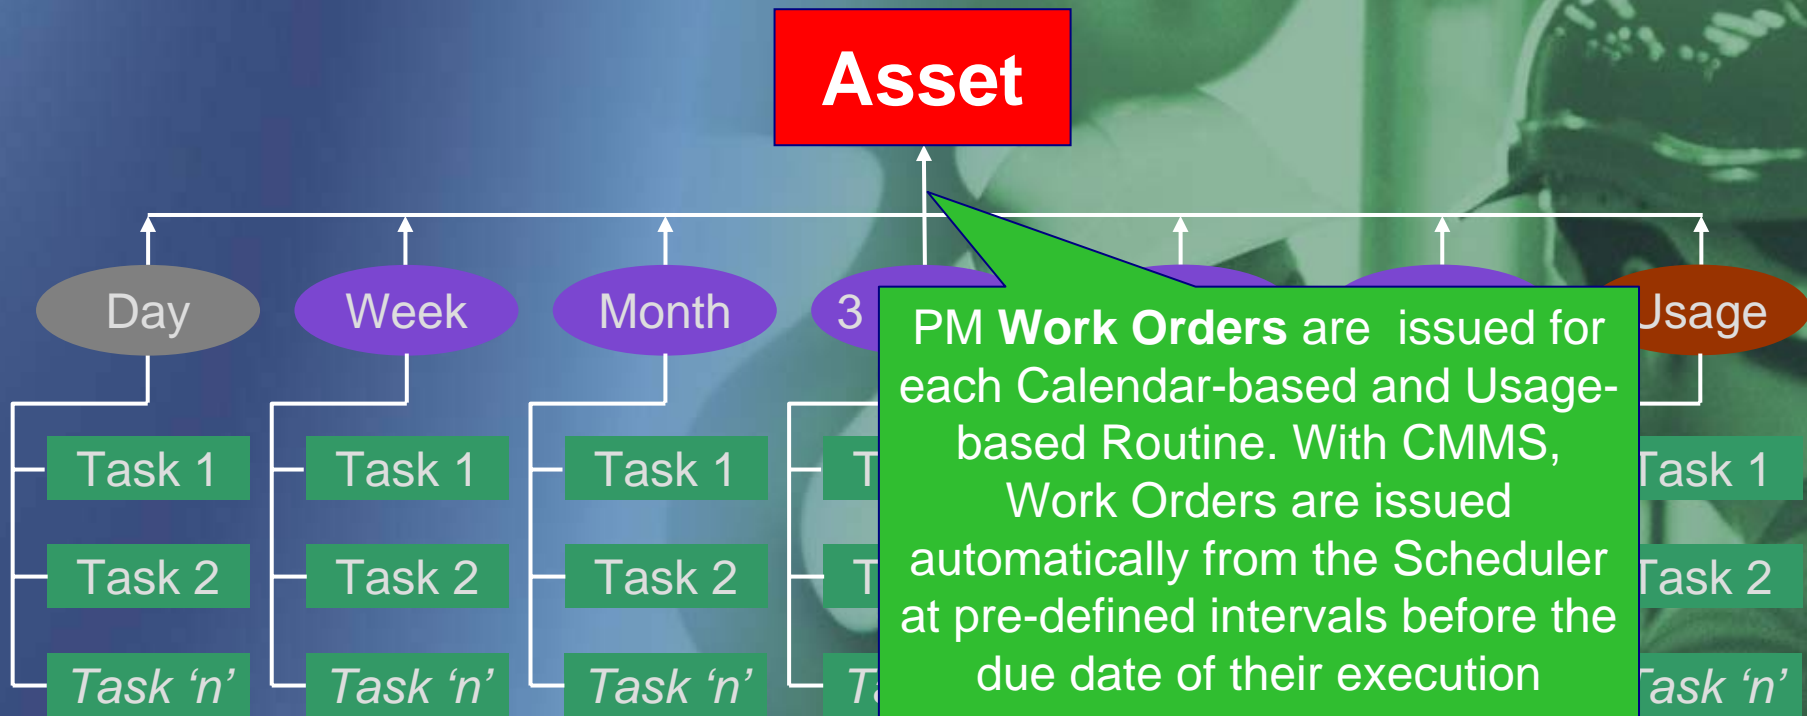 Asset
Day
Week
Month
3
Usage
PM Work Orders are issued for
each Calendar-based and Usage-
based Routine. With CMMS,
Work Orders are issued
automatically from the Scheduler
at pre-defined intervals before the
due date of their execution
Task 1
Task 1
Task 1
Task 1
Task 2
Task 2
Task 2
Task 2
Task ‘n’
Task ‘n’
Task ‘n’
Task ‘n’